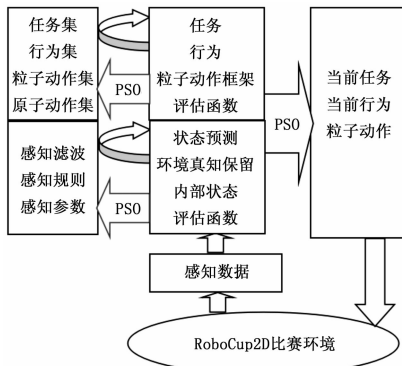 任务集
行为集
粒子动作集
原子动作集
PSO
任务
行为
粒子动作框架
评估函数
PSO
当前任务
当前行为
粒子动作
感知滤波
感知规则
感知参数
PSO
状态预测
环境真知保留
内部状态
评估函数
感知数据
RoboCup2D比赛环境